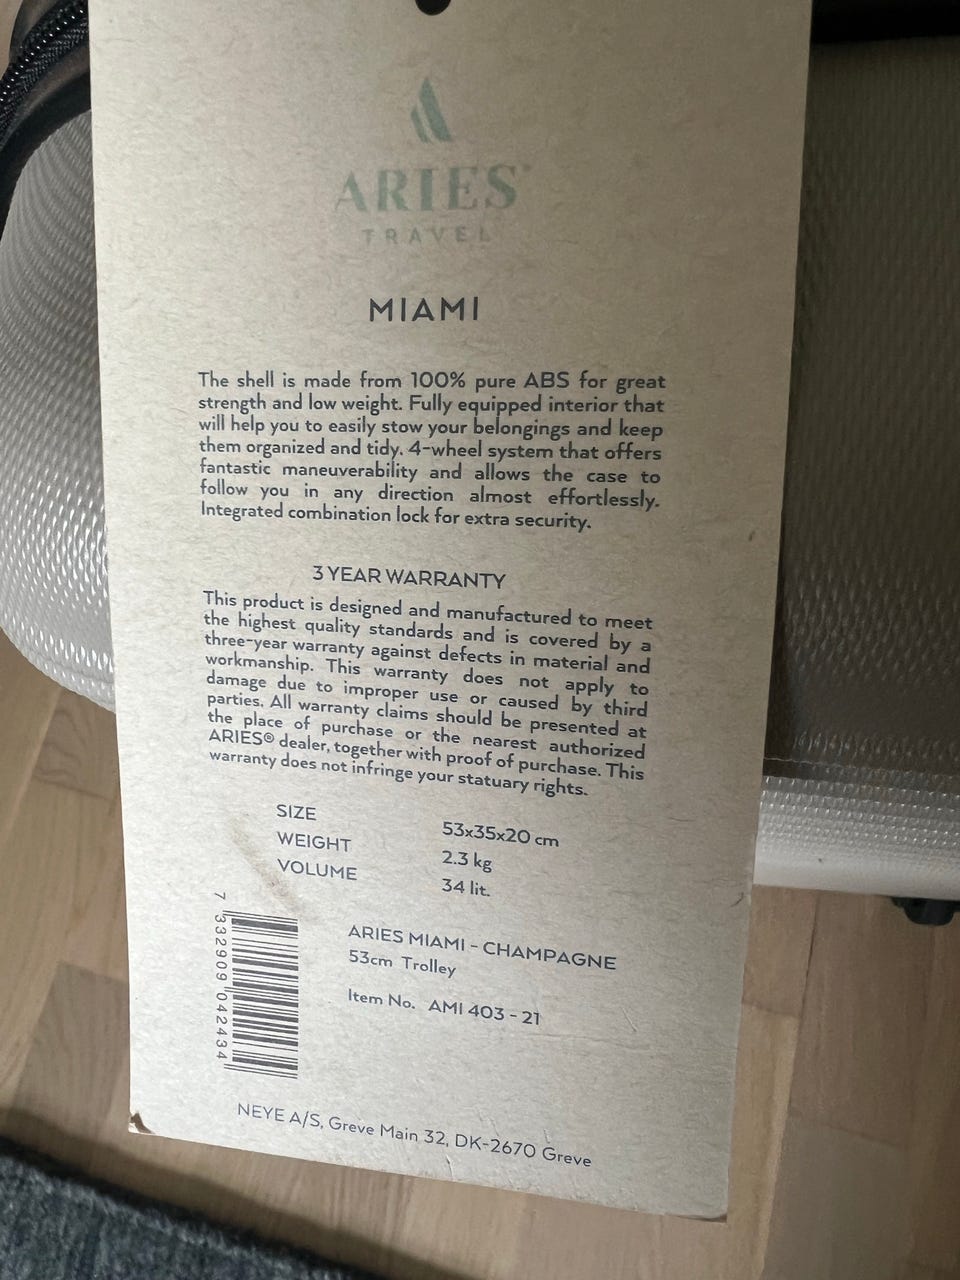 ARIES
TRAVEL
MIAMI
The shell is made from 100% pure ABS for great
strength and low weight. Fully equipped interior that
will help you to easily stow your belongings and keep
them organized and tidy. 4-wheel system that offers
fantastic maneuverability and allows the case to
follow you in any direction almost effortlessly.
Integrated combination lock for extra security.
3 YEAR WARRANTY
This product is designed and manufactured to meet
the highest quality standards and is covered by a
three-year warranty against defects in material and
workmanship. This warranty does not apply to
damage due to improper use or caused by third
parties. All warranty claims should be presented at
the place of purchase or the nearest authorized
ARIES® dealer, together with proof of purchase. This
warranty does not infringe your statuary rights.
SIZE 53x35x20 cm
WEIGHT 2.3 kg
VOLUME 34 lit.
ARIES MIAMI - CHAMPAGNE
53cm Trolley
Item No. AMI 403 - 21
7 332909 042434
NEYE A/S, Greve Main 32, DK-2670 Greve